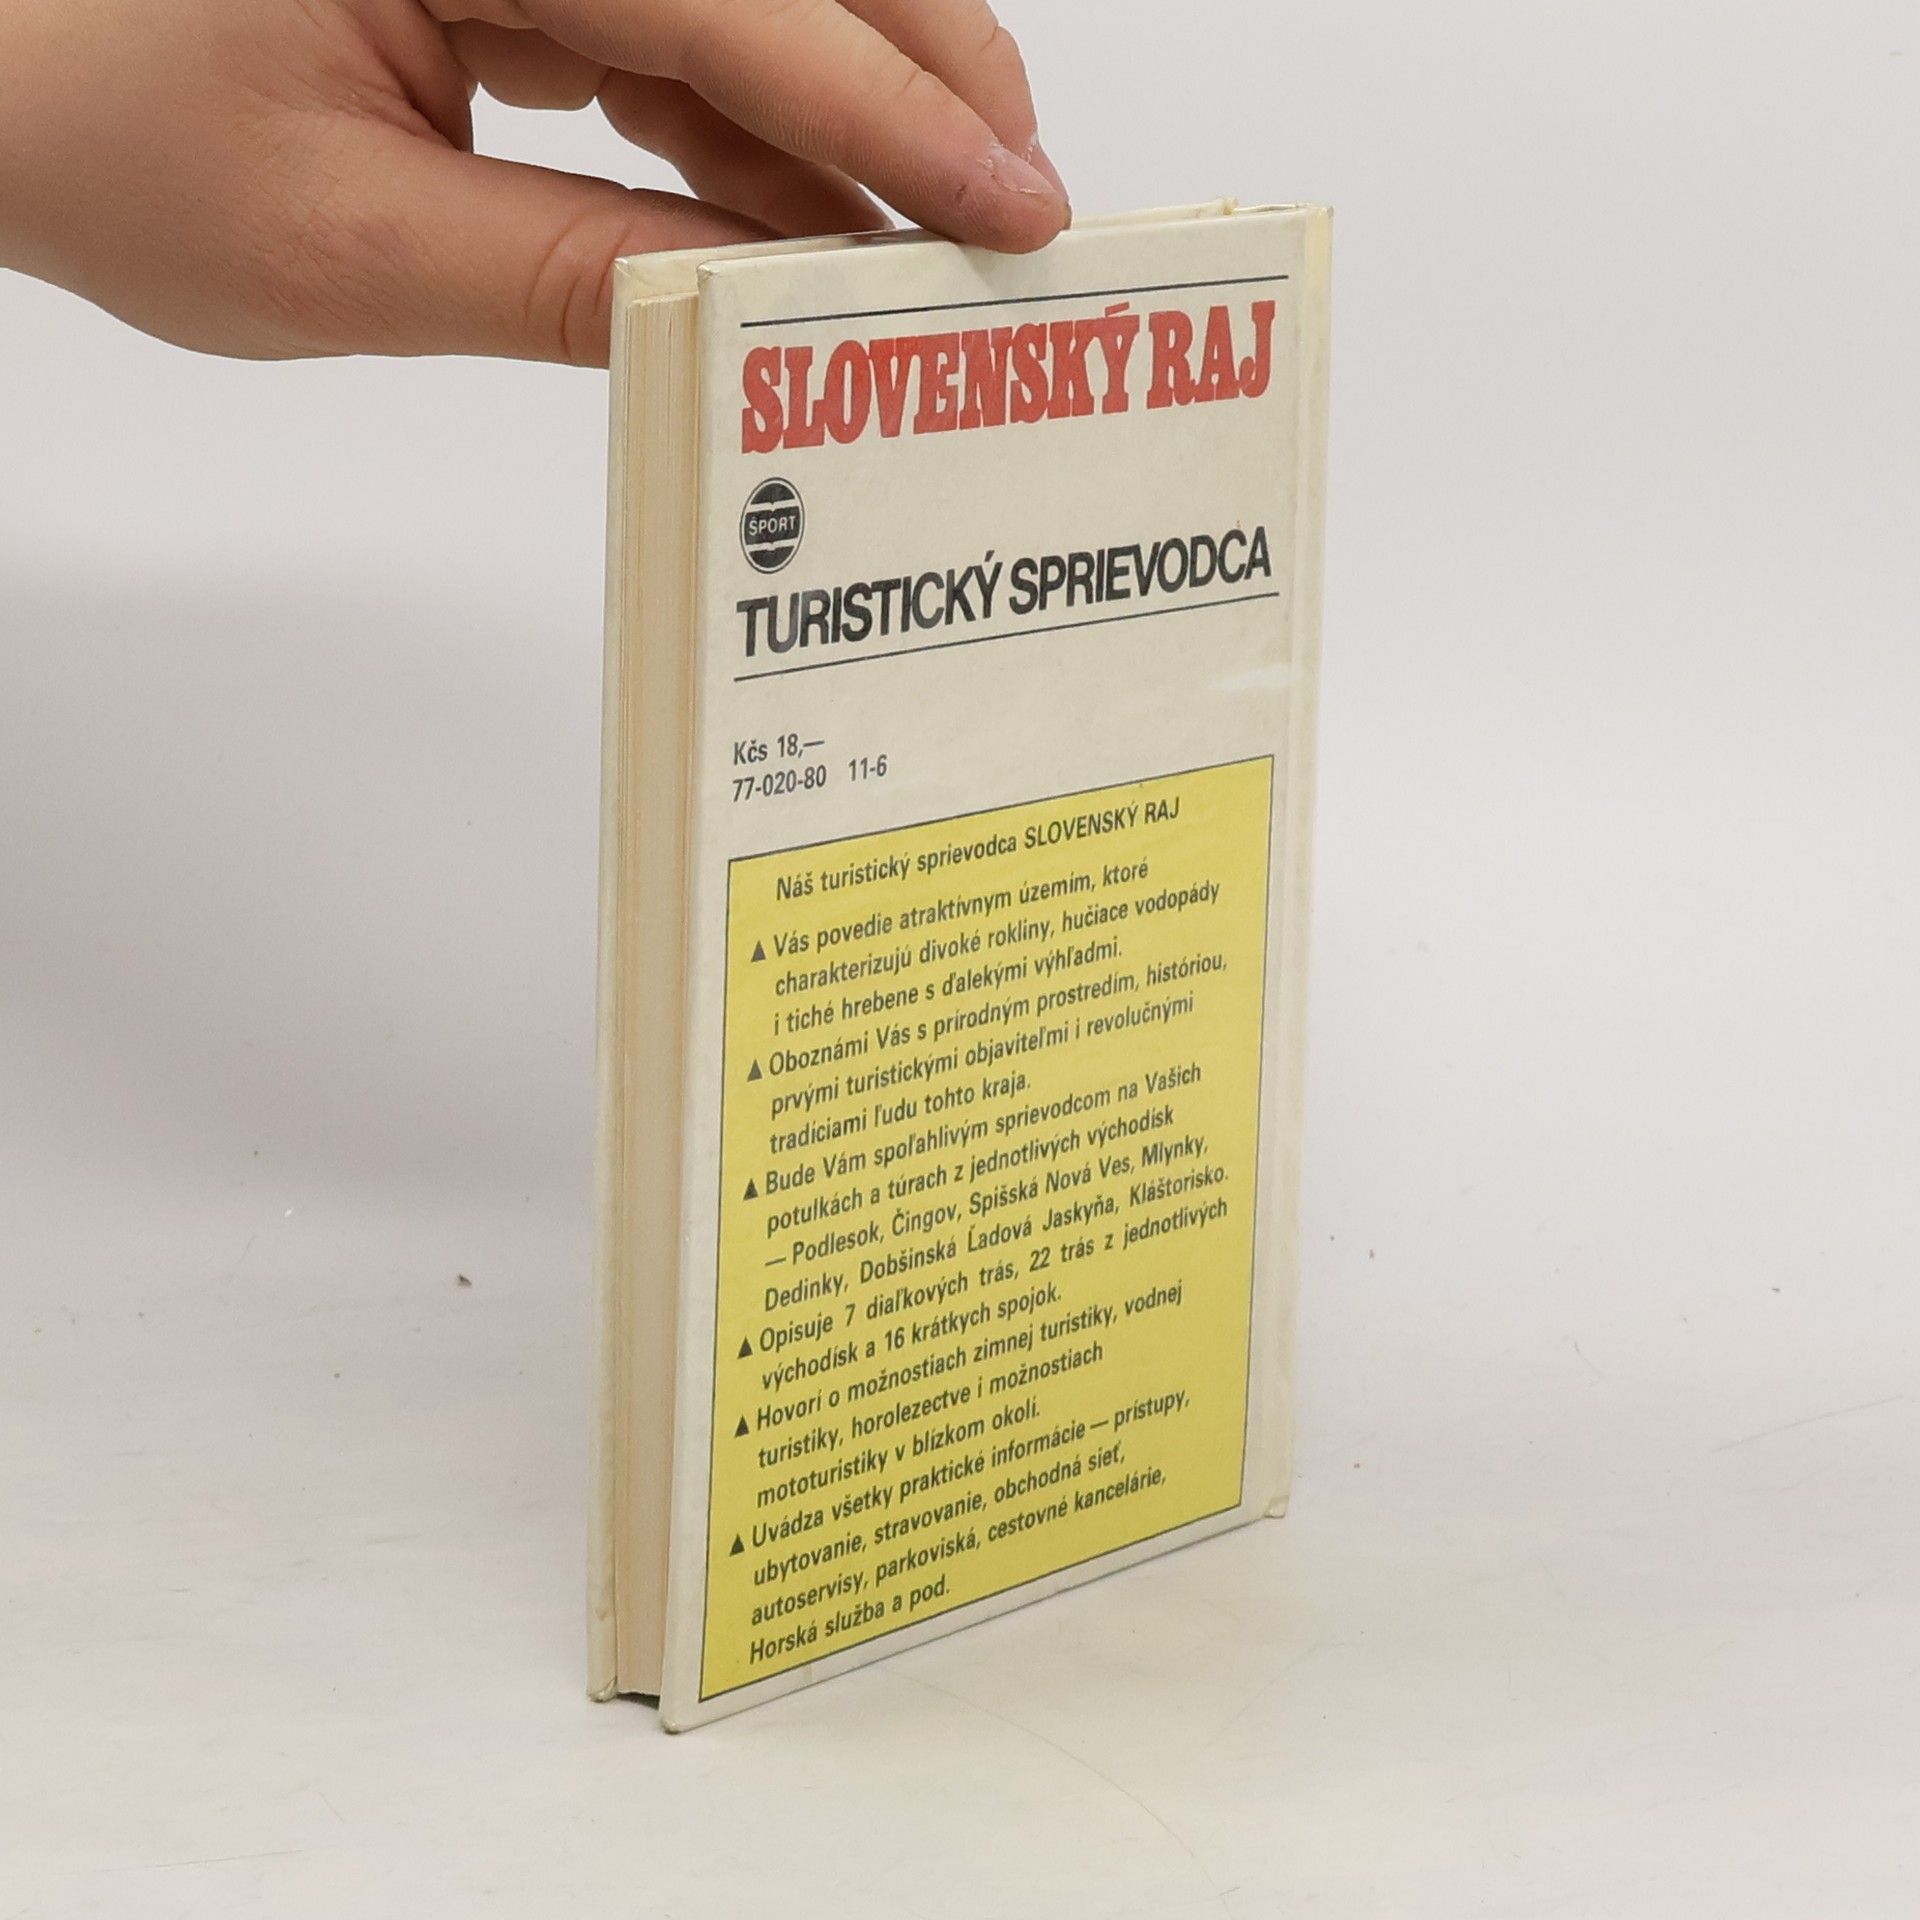 SLOVENSKÝ RAJ
ŠPORT
TURISTICKÝ SPRIEVODCA
Kčs 18,—
77-020-80 11-6
Náš turistický sprievodca SLOVENSKÝ RAJ
▲ Vás povedie atraktívnym územím, ktoré
charakterizujú divoké rokliny, hučiace vodopády
i tiché hrebene s ďalekými výhľadmi.
▲ Oboznámi Vás s prírodným prostredím, históriou,
prvými turistickými objaviteľmi i revolučnými
tradíciami ľudu tohto kraja.
▲ Bude Vám spoľahlivým sprievodcom na Vašich
potulkách a túrach z jednotlivých východísk
— Podlesok, Čingov, Spišská Nová Ves, Mlynky,
Dedinky, Dobšinská Ľadová Jaskyňa, Kláštorisko.
▲ Opisuje 7 diaľkových trás, 22 trás z jednotlivých
východísk a 16 krátkych spojok.
▲ Hovorí o možnostiach zimnej turistiky, vodnej
turistiky, horolezectve i možnostiach
mototuristiky v blízkom okolí.
▲ Uvádza všetky praktické informácie — prístupy,
ubytovanie, stravovanie, obchodná sieť,
autoservisy, parkoviská, cestovné kancelárie,
Horská služba a pod.